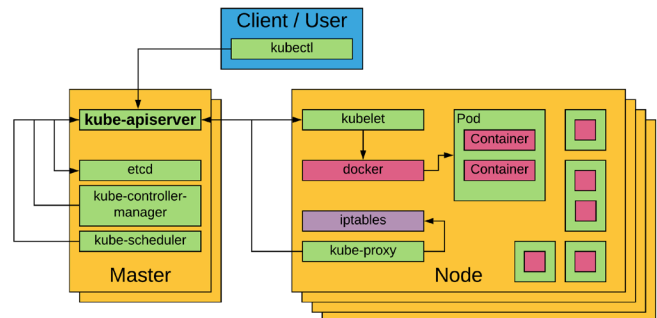 Client / User
kubectl
kube-apiserver
etcd
kube-controller-
manager
kube-scheduler
Master
kubelet
docker
iptables
kube-proxy
Pod
Container
Container
Node